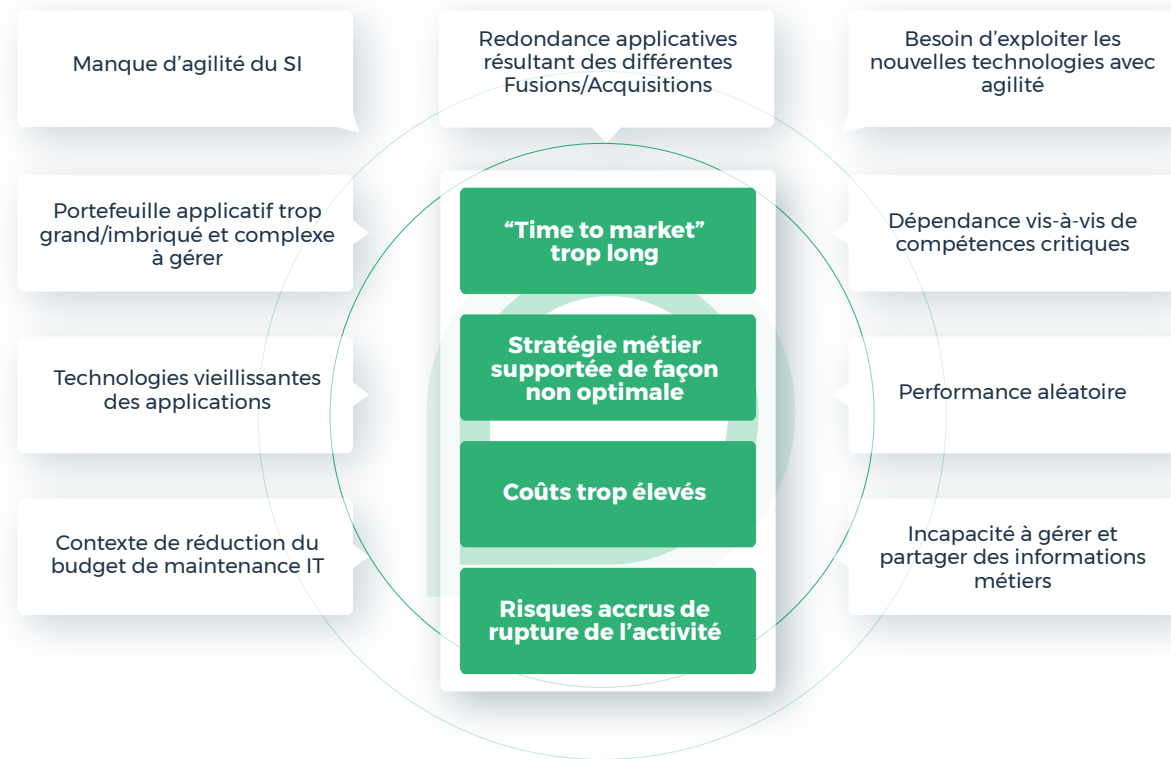 Manque d’agilité du SI
Redondance applicatives
résultant des différentes
Fusions/Acquisitions
Besoin d’exploiter les
nouvelles technologies avec
agilité
Portefeuille applicatif trop
grand/imbriqué et complexe
à gérer
“Time to market”
trop long
Dépendance vis-à-vis de
compétences critiques
Technologies vieillissantes
des applications
Stratégie métier
supportée de façon
non optimale
Performance aléatoire
Coûts trop élevés
Contexte de réduction du
budget de maintenance IT
Incapacité à gérer et
partager des informations
métiers
Risques accrus de
rupture de l’activité